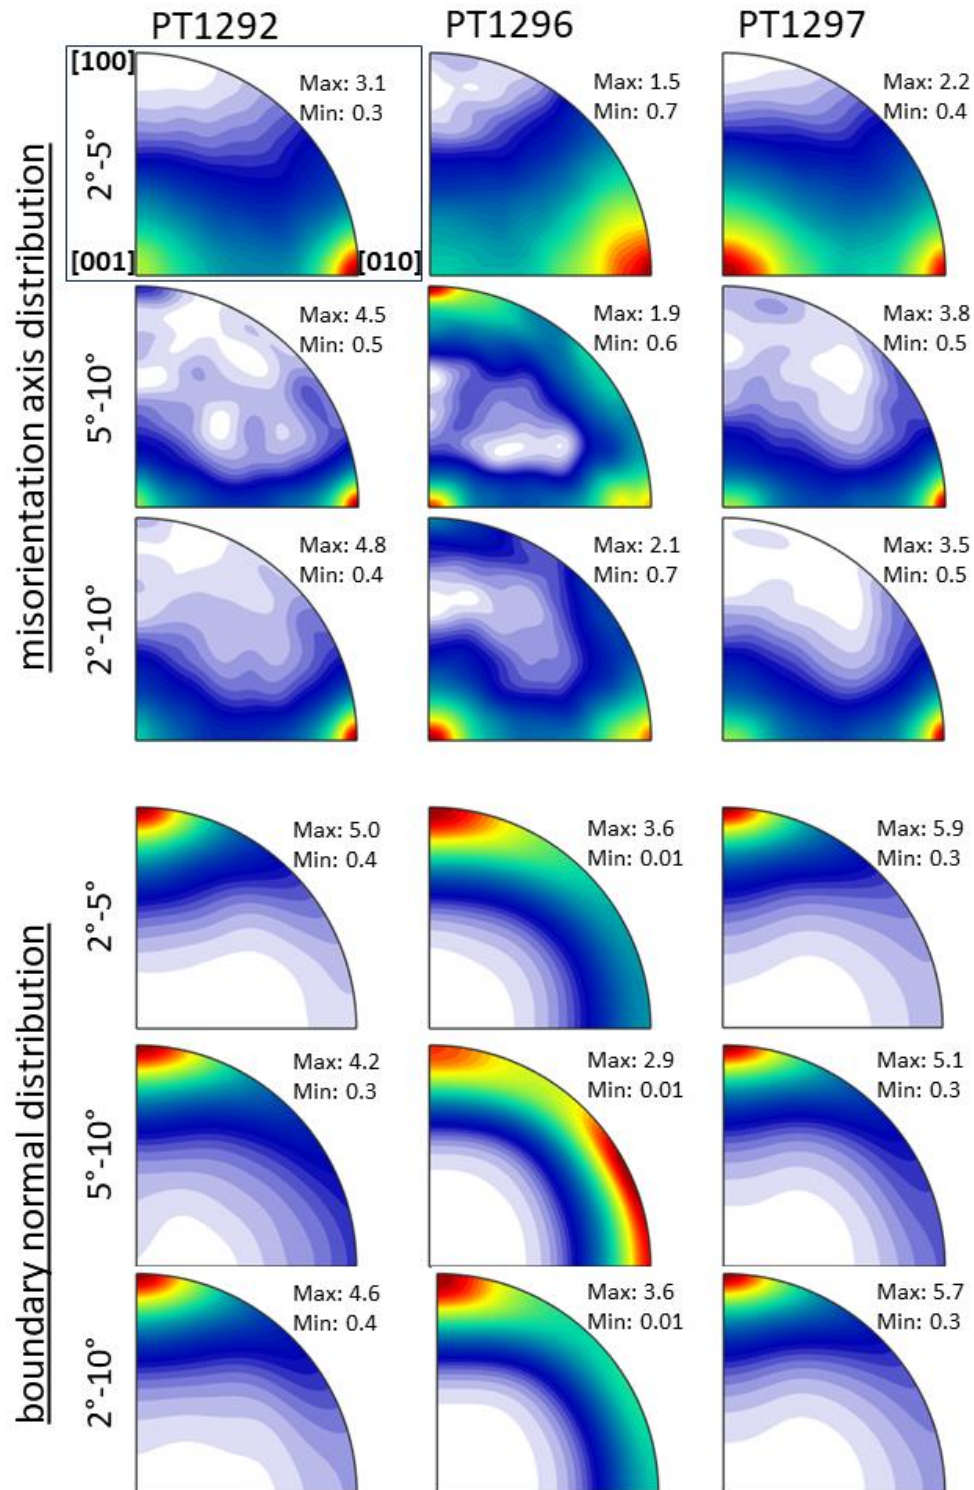 PT1292 PT1296 PT1297
misorientation axis distribution
2°-5°
[100]
[001]
[010]
Max: 3.1
Min: 0.3
Max: 1.5
Min: 0.7
Max: 2.2
Min: 0.4
5°-10°
Max: 4.5
Min: 0.5
Max: 1.9
Min: 0.6
Max: 3.8
Min: 0.5
2°-10°
Max: 4.8
Min: 0.4
Max: 2.1
Min: 0.7
Max: 3.5
Min: 0.5
boundary normal distribution
2°-5°
Max: 5.0
Min: 0.4
Max: 3.6
Min: 0.01
Max: 5.9
Min: 0.3
5°-10°
Max: 4.2
Min: 0.3
Max: 2.9
Min: 0.01
Max: 5.1
Min: 0.3
2°-10°
Max: 4.6
Min: 0.4
Max: 3.6
Min: 0.01
Max: 5.7
Min: 0.3